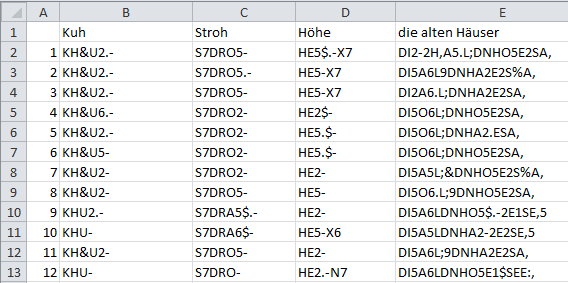 A B C D E
1 Kuh Stroh Höhe die alten Häuser
2 1 KH&U2.- S7DRO5- HE5$.-X7 DI2-2H,A5.L;DNHO5E2SA,
3 2 KH&U2.- S7DRO5.- HE5-X7 DI5A6L9DNHA2E2S%A,
4 3 KH&U2.- S7DRO5- HE5-X7 DI2A6.L;DNHA2E2SA,
5 4 KH&U6.- S7DRO2- HE2$- DI5O6L;DNHO5E2SA,
6 5 KH&U2.- S7DRO2- HE5.$- DI5O6L;DNHA2.ESA,
7 6 KH&U5- S7DRO2- HE5.$- DI5O6L;DNHO5E2SA,
8 7 KH&U2- S7DRO2- HE2- DI5A5L;&DNHO5E2S%A,
9 8 KH&U2- S7DRO5- HE5- DI5O6.L;9DNHO5E2SA,
10 9 KHU2.- S7DRA5$.- HE2- DI5A6LDNHO5$.-2E1SE,5
11 10 KHU- S7DRA6$- HE5-X6 DI5A5LDNHA2-2E2SE,5
12 11 KH&U2- S7DRO5- HE2- DI5A6L;9DNHA2E2SA,
13 12 KHU- S7DRO- HE2.-N7 DI5A6LDNHO5E1$SEE:,